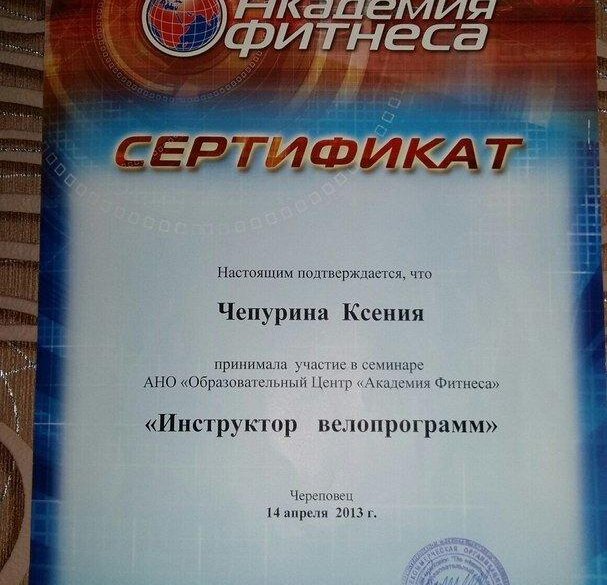 Академия
фитнеса
СЕРТИФИКАТ
Настоящим подтверждается, что
Чепурина Ксения
принимала участие в семинаре
АНО «Образовательный Центр «Академия Фитнеса»
«Инструктор велопрограмм»
Череповец
14 апреля 2013 г.